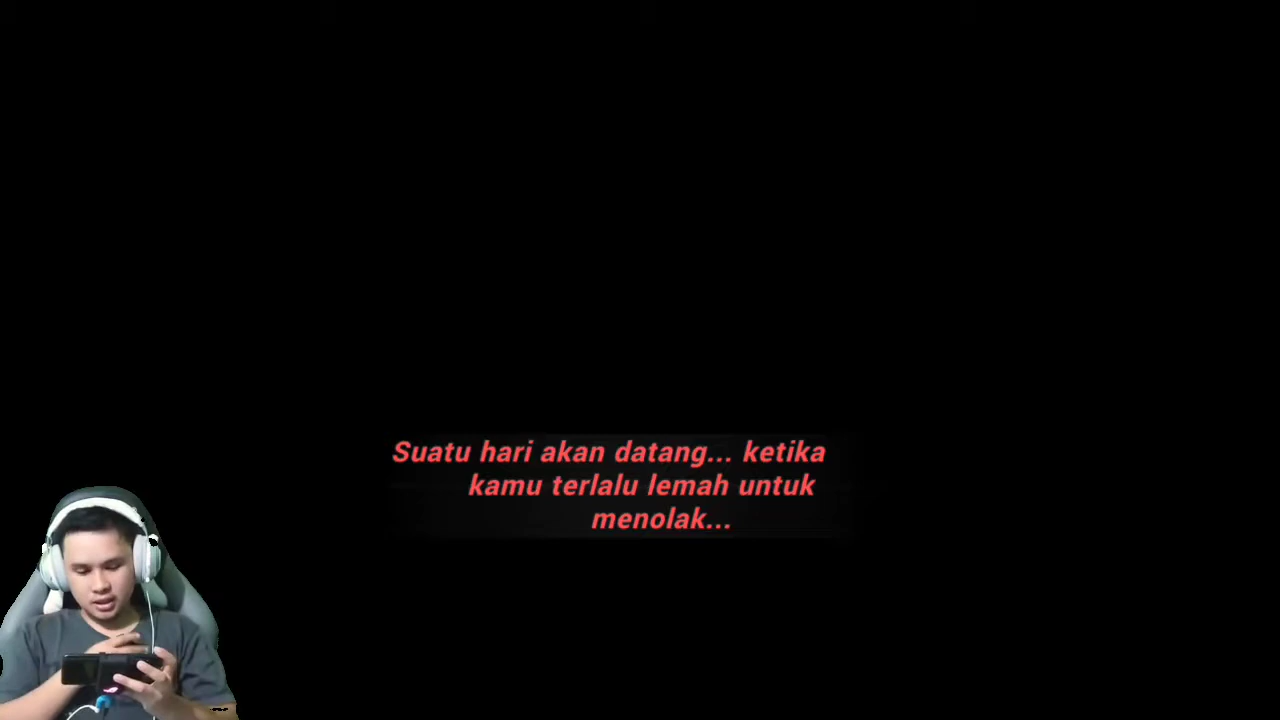 Suatu hari akan datang... ketika
kamu terlalu lemah untuk
menolak...